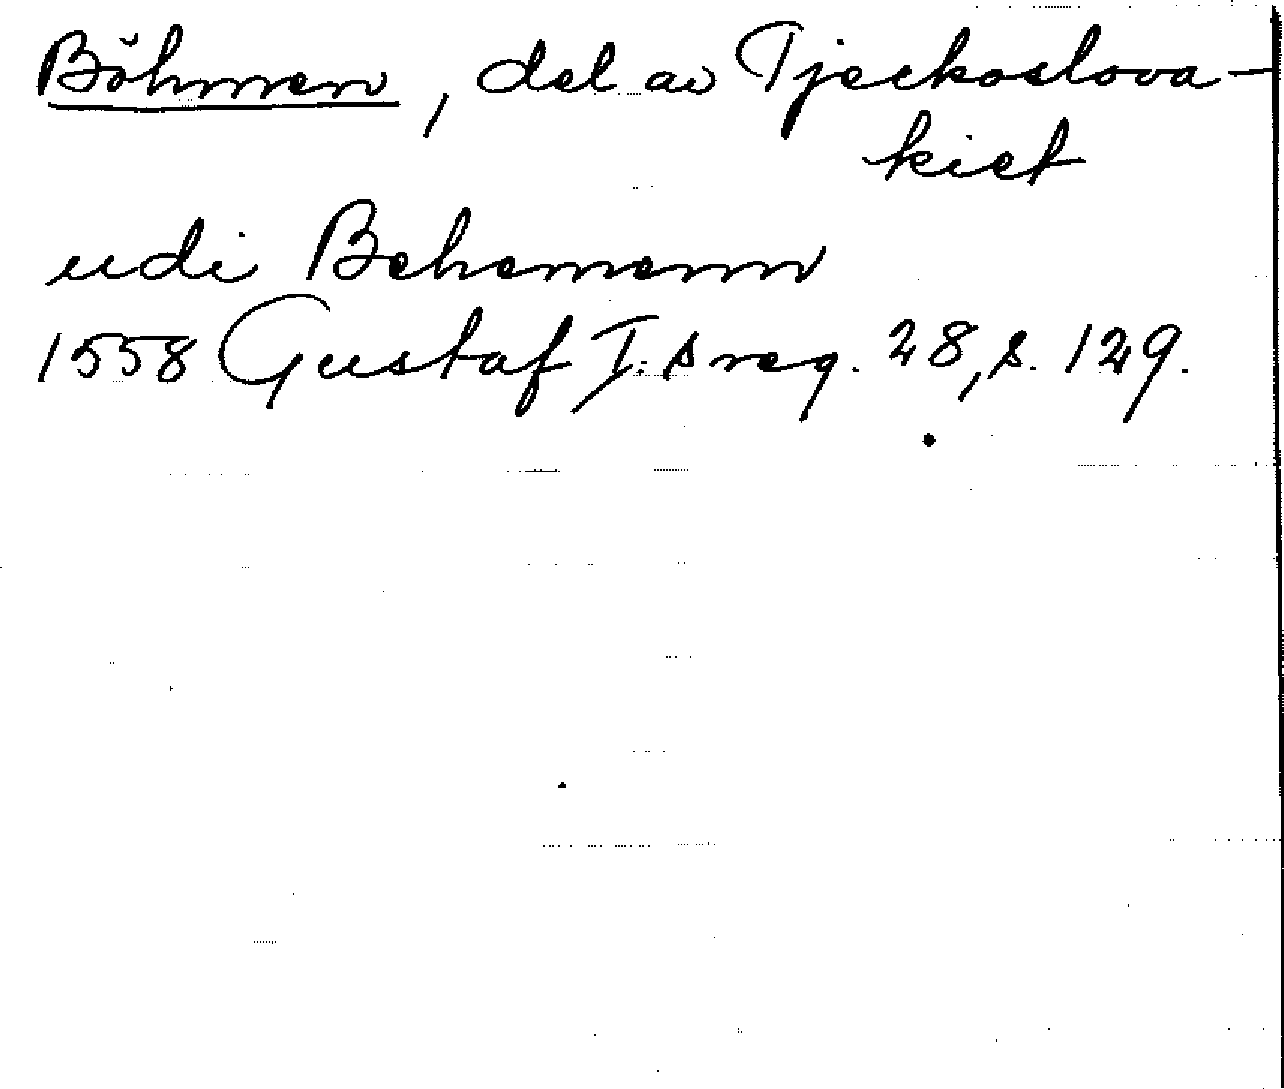 Böhmen, del av Tjeckoslova-
kiet
udi Behemenn
1558 Gustaf I:s reg. 28, s. 129.